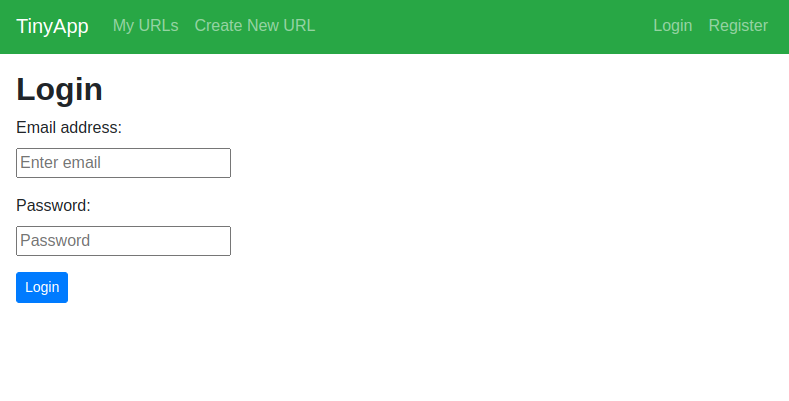 TinyApp My URLs Create New URL Login Register
Login
Email address:
Enter email
Password:
Password
Login